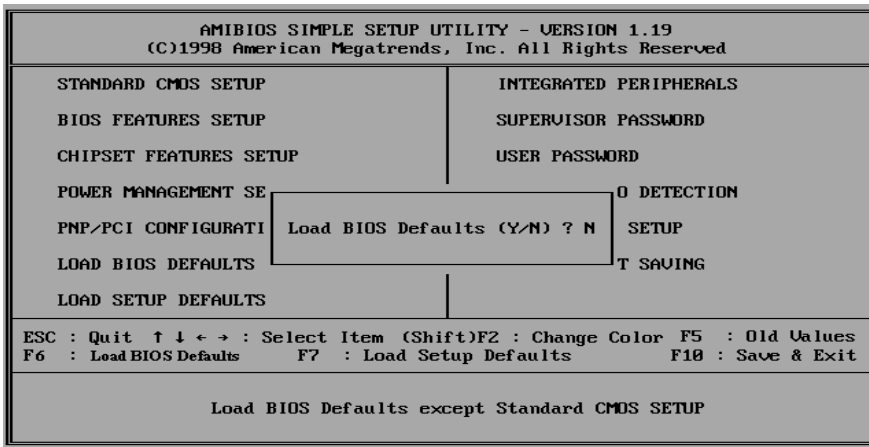 AMIBIOS SIMPLE SETUP UTILITY - VERSION 1.19
(C)1998 American Megatrends, Inc. All Rights Reserved
STANDARD CMOS SETUP
BIOS FEATURES SETUP
CHIPSET FEATURES SETUP
POWER MANAGEMENT SE
PNP/PCI CONFIGURATI
LOAD BIOS DEFAULTS
LOAD SETUP DEFAULTS
INTEGRATED PERIPHERALS
SUPERVISOR PASSWORD
USER PASSWORD
O DETECTION
SETUP
T SAVING
Load BIOS Defaults (Y/N) ? N
ESC : Quit ↑ ↓ ← → : Select Item (Shift)F2 : Change Color F5 : Old Values
F6 : Load BIOS Defaults F7 : Load Setup Defaults F10 : Save & Exit
Load BIOS Defaults except Standard CMOS SETUP